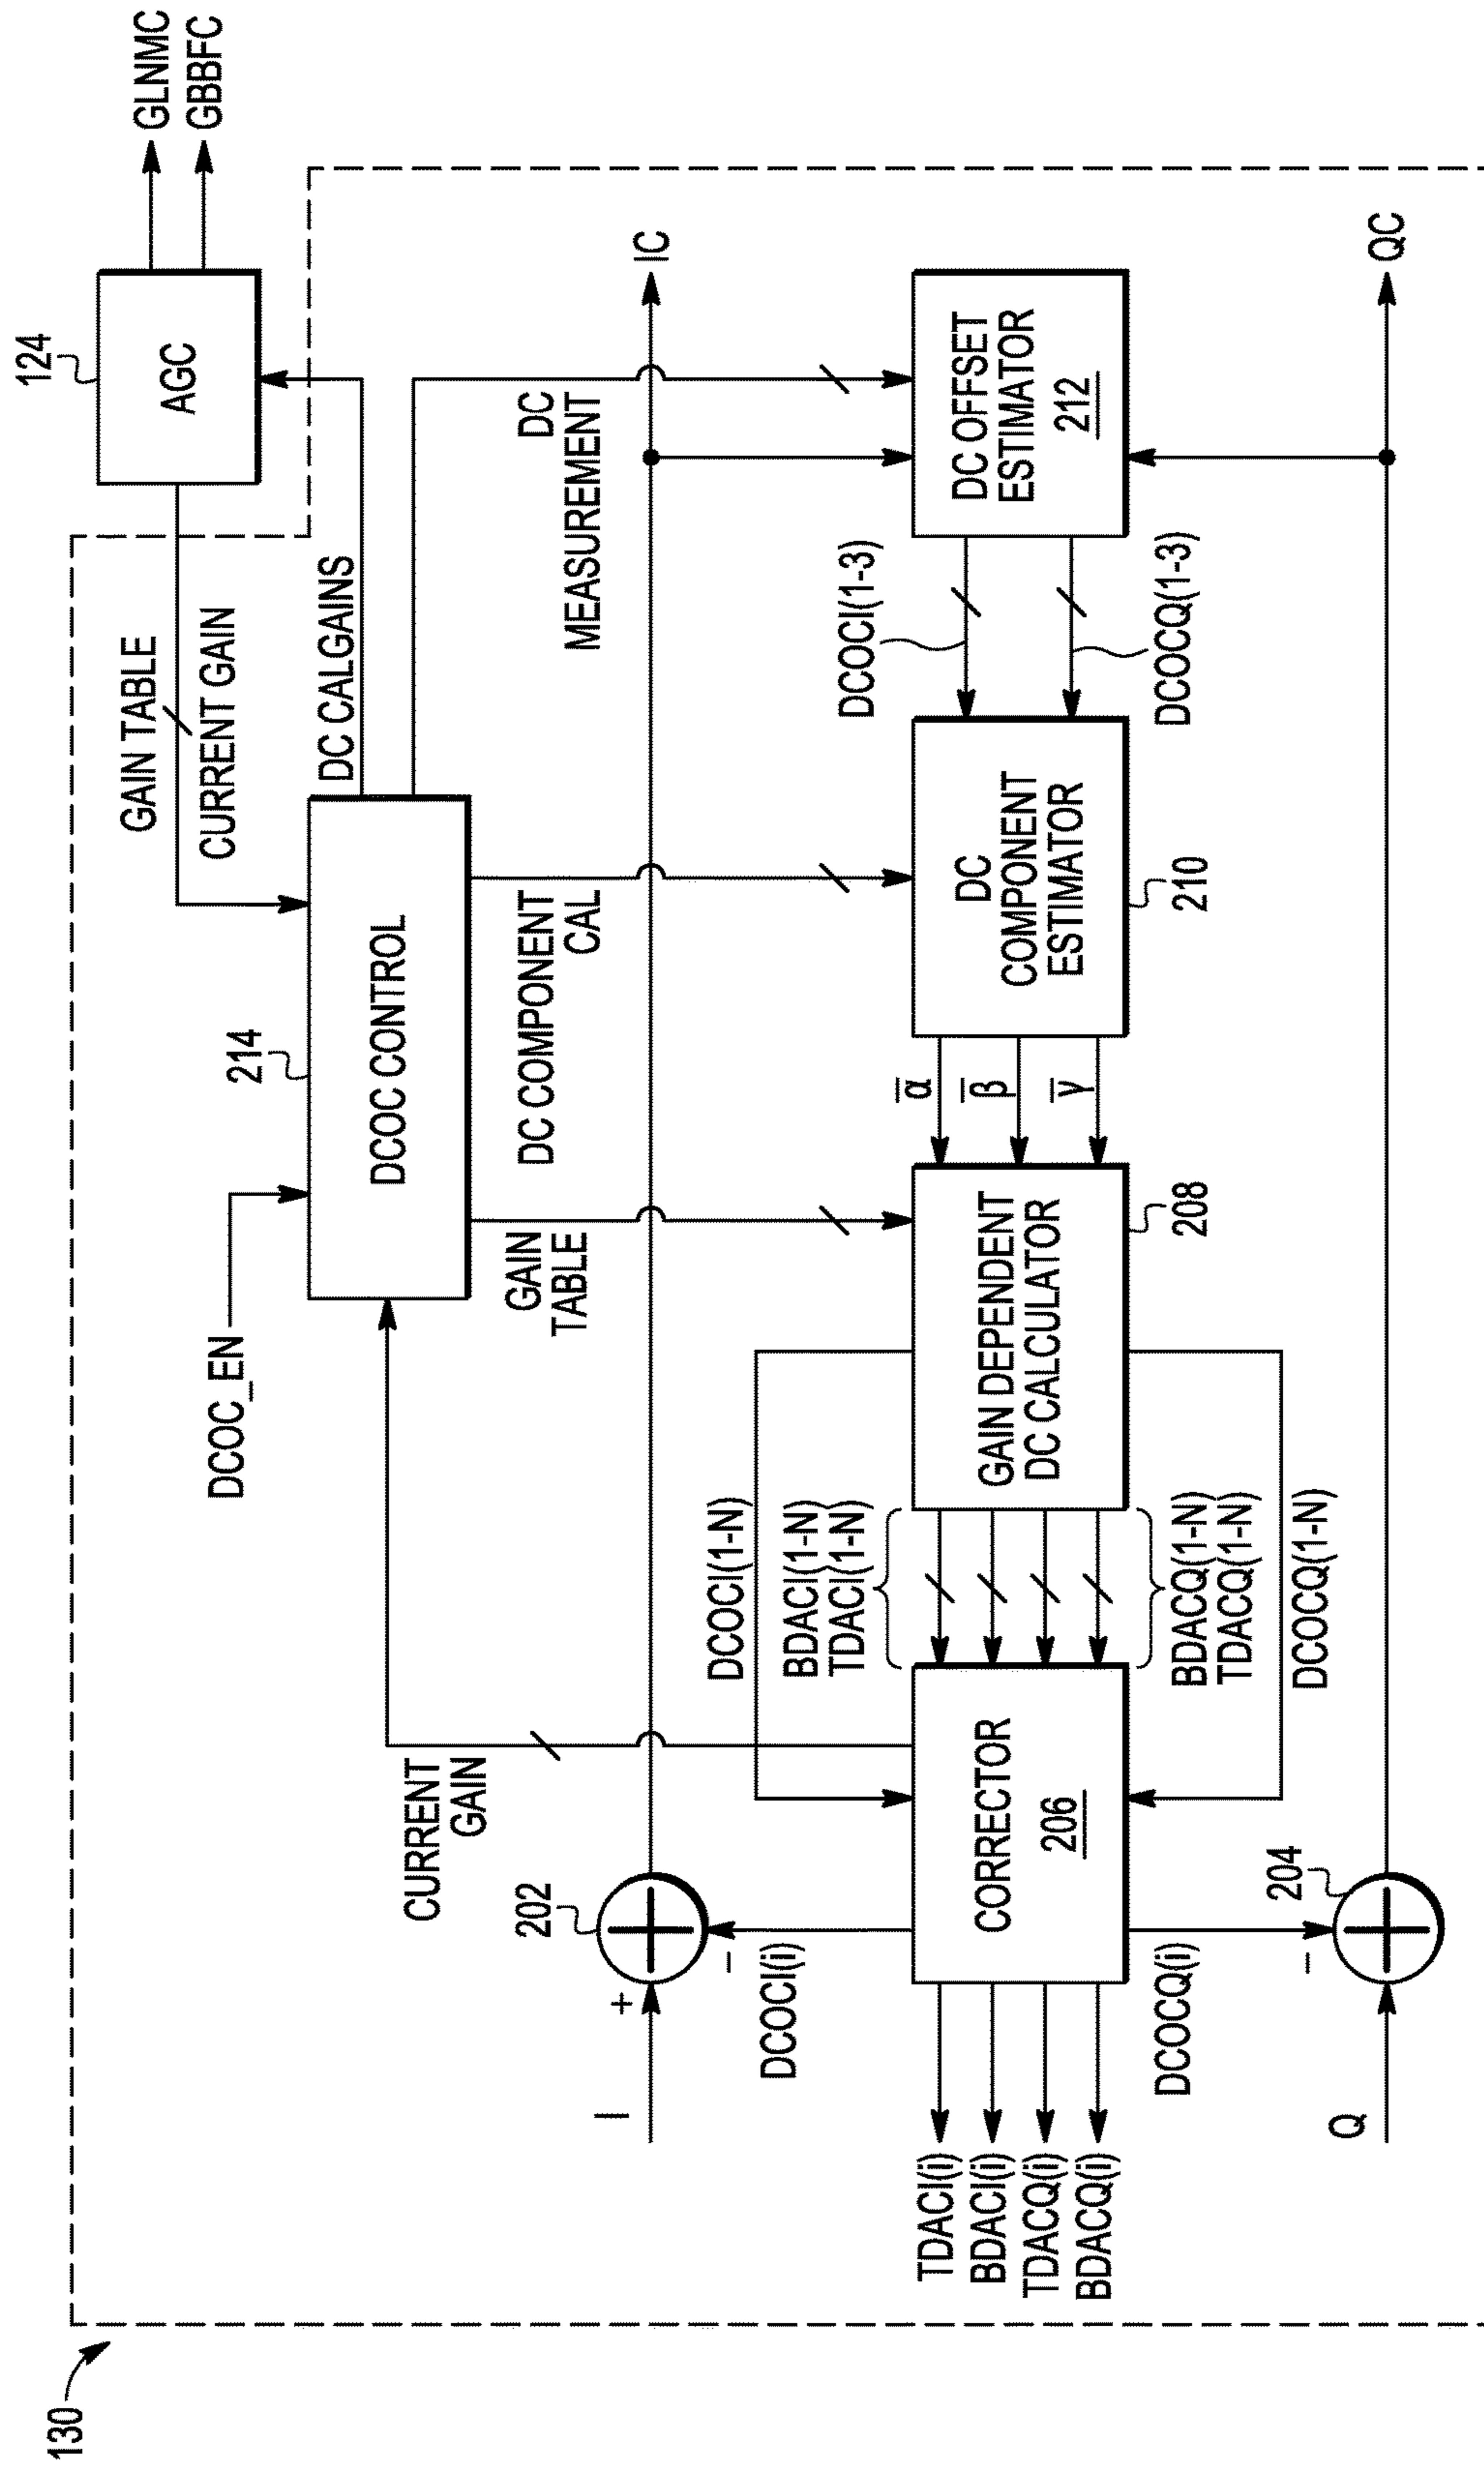 130
124
AGC
GLNMC
GBBFC
GAIN TABLE
CURRENT GAIN
DC CALGAINS
214
DCOC CONTROL
DCOC_EN
CURRENT
GAIN
GAIN
TABLE
DC COMPONENT
CAL
DC
MEASUREMENT
202
I
+
−
IC
DCOCI(i)
DCOCI(1-N)
BDACI(1-N)
TDACI(1-N)
DCOCI(1-3)
TDACI(i)
BDACI(i)
TDACQ(i)
BDACQ(i)
CORRECTOR
206
GAIN DEPENDENT
DC CALCULATOR
208
α̅
β̅
γ̅
DC
COMPONENT
ESTIMATOR
210
DC OFFSET
ESTIMATOR
212
DCOCQ(i)
BDACQ(1-N)
TDACQ(1-N)
DCOCQ(1-N)
DCOCQ(1-3)
204
−
Q
QC